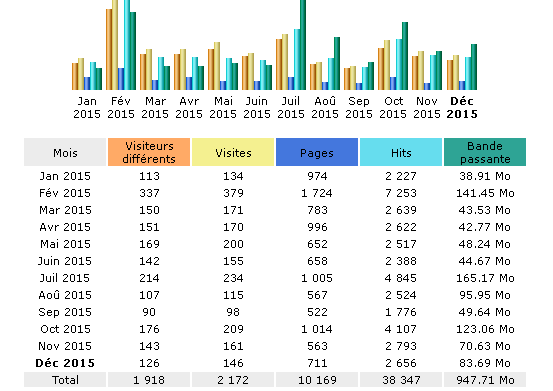 Jan Fév Mar Avr Mai Juin Juil Aoû Sep Oct Nov Déc
2015 2015 2015 2015 2015 2015 2015 2015 2015 2015 2015 2015
Mois Visiteurs différents Visites Pages Hits Bande passante
Jan 2015 113 134 974 2 227 38.91 Mo
Fév 2015 337 379 1 724 7 253 141.45 Mo
Mar 2015 150 171 783 2 639 43.53 Mo
Avr 2015 151 170 996 2 622 42.77 Mo
Mai 2015 169 200 652 2 517 48.24 Mo
Juin 2015 142 155 658 2 388 44.67 Mo
Juil 2015 214 234 1 005 4 845 165.17 Mo
Aoû 2015 107 115 567 2 524 95.95 Mo
Sep 2015 90 98 522 1 776 49.64 Mo
Oct 2015 176 209 1 014 4 107 123.06 Mo
Nov 2015 143 161 563 2 793 70.63 Mo
Déc 2015 126 146 711 2 656 83.69 Mo
Total 1 918 2 172 10 169 38 347 947.71 Mo